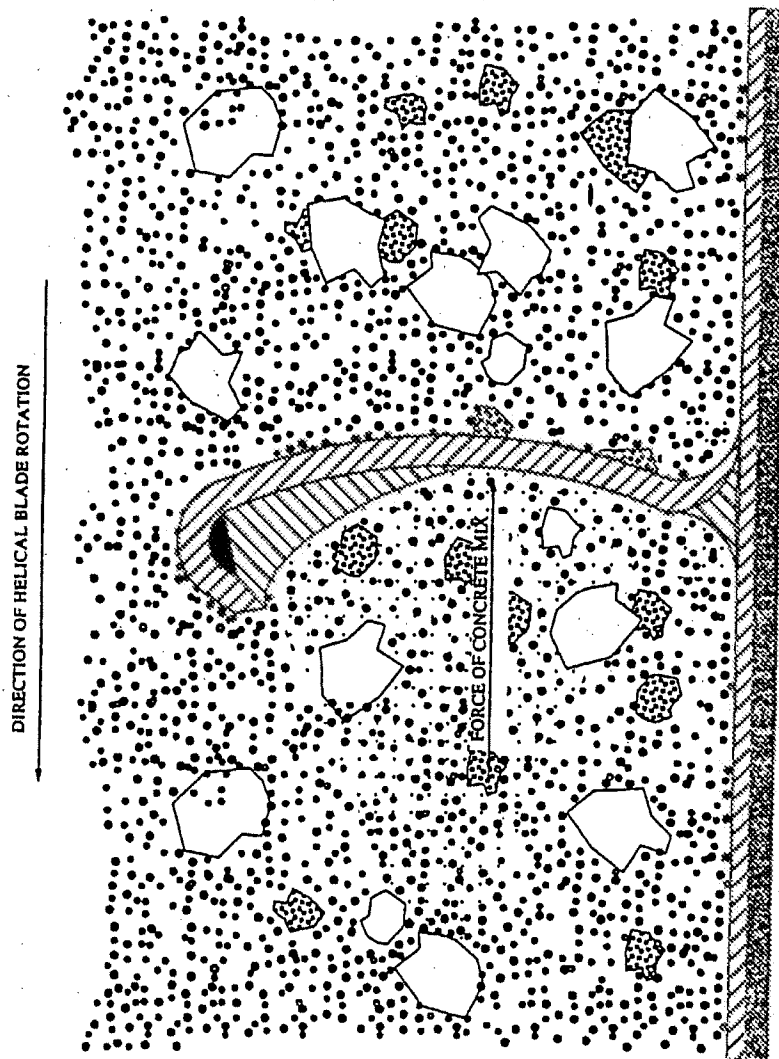 DIRECTION OF HELICAL BLADE ROTATION
FORCE OF CONCRETE MIX